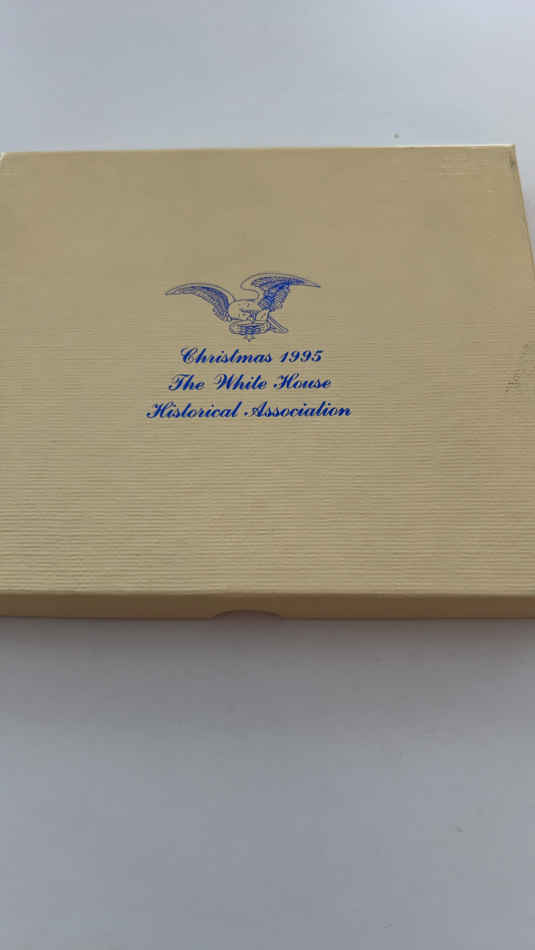 Christmas 1995
The White House
Historical Association